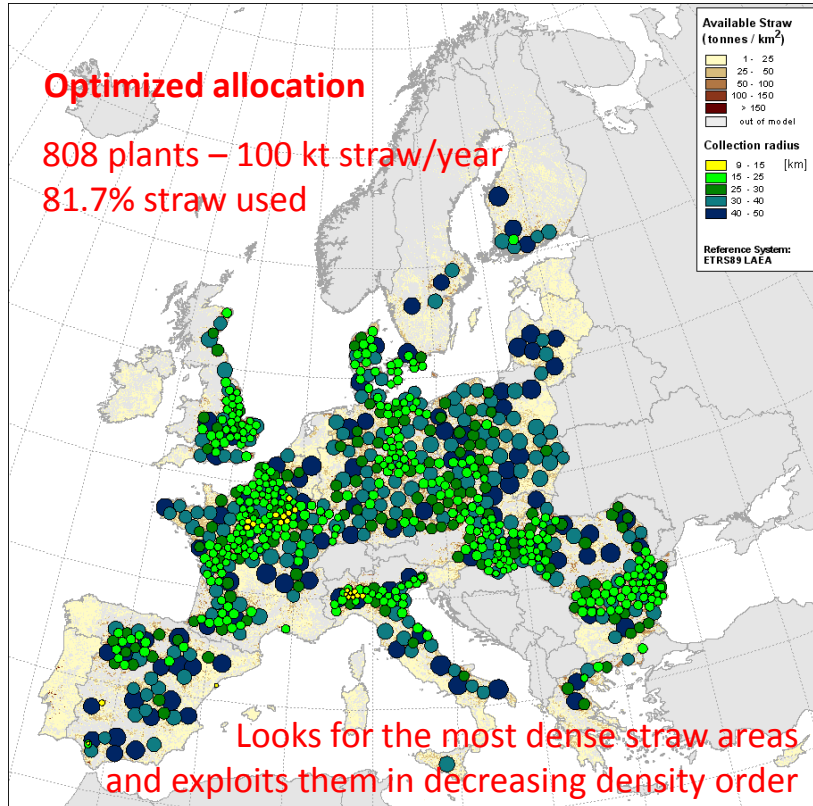 Optimized allocation
808 plants – 100 kt straw/year
81.7% straw used
Available Straw
(tonnes / km²)
1 - 25
25 - 50
50 - 100
100 - 150
> 150
out of model
Collection radius
[km]
9 - 15
15 - 25
25 - 30
30 - 40
40 - 50
Reference System:
ETRS89 LAEA
Looks for the most dense straw areas
and exploits them in decreasing density order